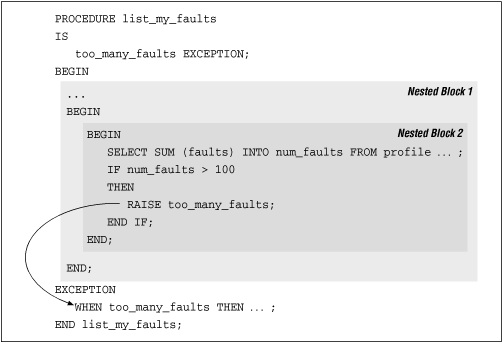 PROCEDURE list_my_faults
IS
too_many_faults EXCEPTION;
BEGIN
... Nested Block 1
BEGIN
BEGIN Nested Block 2
SELECT SUM (faults) INTO num_faults FROM profile ... ;
IF num_faults > 100
THEN
RAISE too_many_faults;
END IF;
END;
END;
EXCEPTION
WHEN too_many_faults THEN ... ;
END list_my_faults;